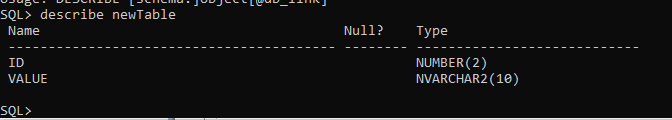 Usage: DESCRIBE [schema.]object[@db_link]
SQL> describe newTable
Name Null? Type
----------------------------------------- -------- ----------------------------
ID NUMBER(2)
VALUE NVARCHAR2(10)
SQL>